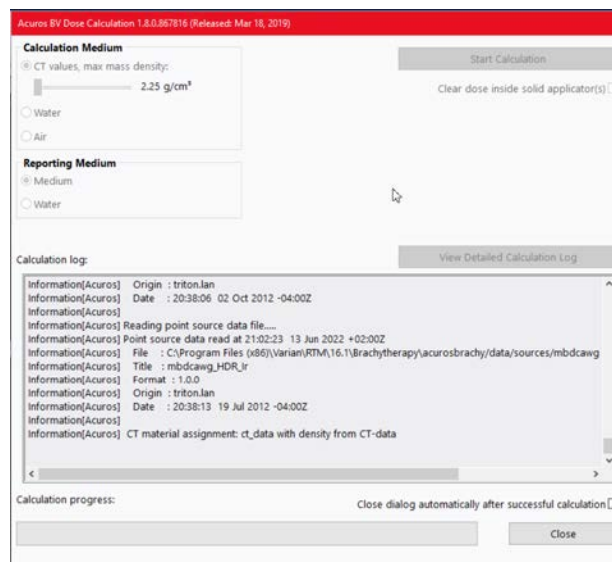 Acuros BV Dose Calculation 1.8.0.867816 (Released: Mar 18, 2019)
Calculation Medium
CT values, max mass density:
2.25 g/cm³
Water
Air
Start Calculation
Clear dose inside solid applicator(s)
Reporting Medium
Medium
Water
Calculation log:
View Detailed Calculation Log
Information[Acuros] Origin : triton.lan
Information[Acuros] Date : 20:38:06 02 Oct 2012 -04:00Z
Information[Acuros]
Information[Acuros] Reading point source data file.....
Information[Acuros] Point source data read at 21:02:23 13 Jun 2022 +02:00Z
Information[Acuros] File : C:\Program Files (x86)\Varian\RTM\16.1\Brachytherapy\acurosbrachy/data/sources/mbdcawg
Information[Acuros] Title : mbdcawg_HDR_Ir
Information[Acuros] Format : 1.0.0
Information[Acuros] Origin : triton.lan
Information[Acuros] Date : 20:38:13 19 Jul 2012 -04:00Z
Information[Acuros]
Information[Acuros] CT material assignment: ct_data with density from CT-data
Calculation progress:
Close dialog automatically after successful calculation
Close